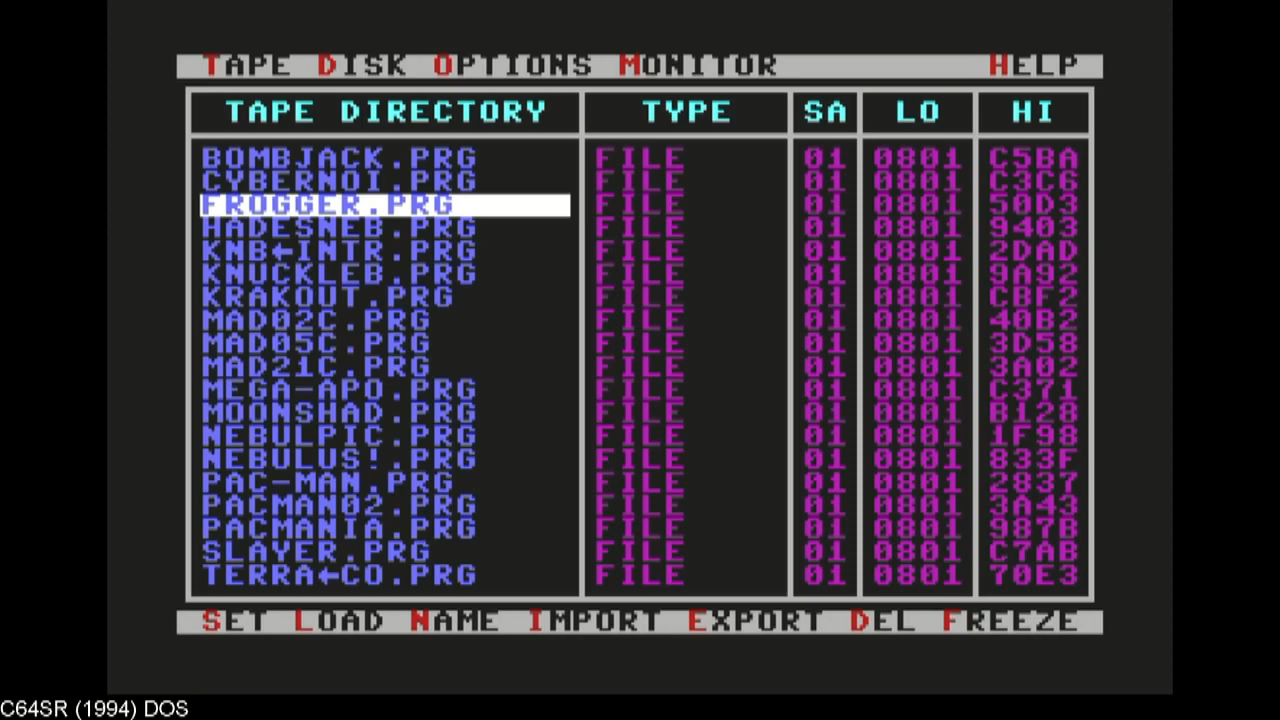 TAPE DISK OPTIONS MONITOR HELP
TAPE DIRECTORY TYPE SA LO HI
BOMBJACK.PRG FILE 01 0801 C5BA
CYBERNOI.PRG FILE 01 0801 C3C6
FROGGER.PRG FILE 01 0801 50D3
HADESNEB.PRG FILE 01 0801 9403
KNB←INTR.PRG FILE 01 0801 2DAD
KNUCKLEB.PRG FILE 01 0801 9A92
KRAKOUT.PRG FILE 01 0801 CBF2
MAD02C.PRG FILE 01 0801 40B2
MAD05C.PRG FILE 01 0801 3D58
MAD21C.PRG FILE 01 0801 3A02
MEGA-APO.PRG FILE 01 0801 C371
MOONSHAD.PRG FILE 01 0801 B128
NEBULPIC.PRG FILE 01 0801 1F98
NEBULUS!.PRG FILE 01 0801 833F
PAC-MAN.PRG FILE 01 0801 2837
PACMAN02.PRG FILE 01 0801 3A43
PACMANIA.PRG FILE 01 0801 987B
SLAYER.PRG FILE 01 0801 C7AB
TERRA←CO.PRG FILE 01 0801 70E3
SET LOAD NAME IMPORT EXPORT DEL FREEZE
C64SR (1994) DOS